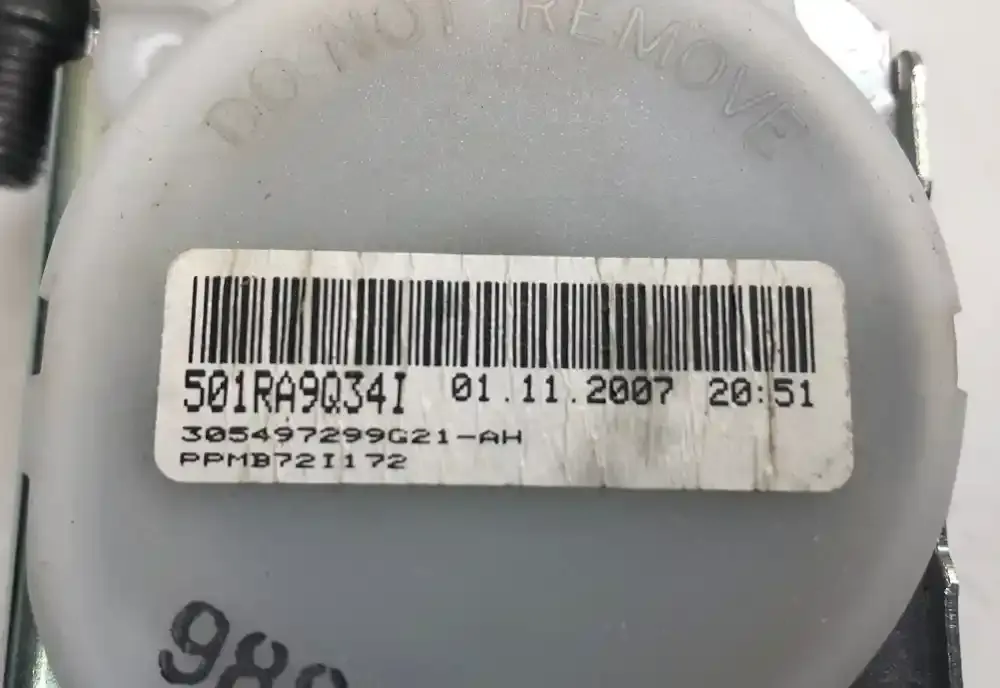 DO NOT REMOVE
501RA9Q34I 01.11.2007 20:51
305497299G21-AH
PPMB72I172